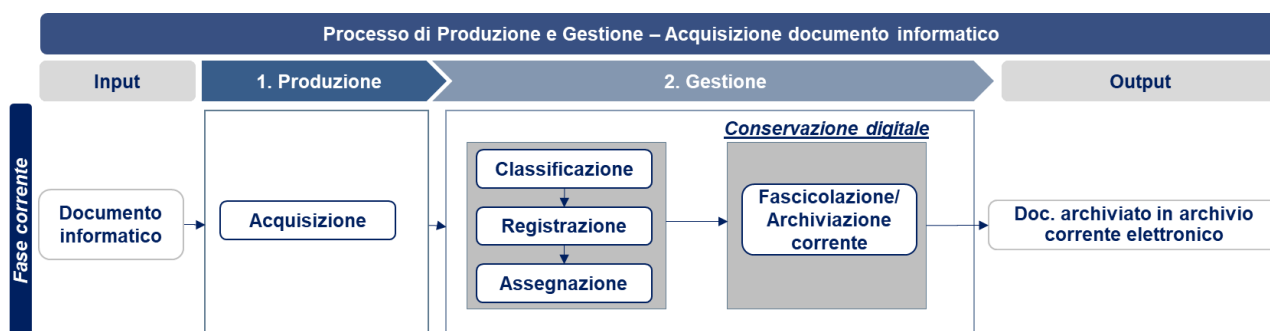 Processo di Produzione e Gestione – Acquisizione documento informatico
Input
1. Produzione
2. Gestione
Output
Fase corrente
Documento
informatico
Acquisizione
Classificazione
Registrazione
Assegnazione
Conservazione digitale
Fascicolazione/
Archiviazione
corrente
Doc. archiviato in archivio
corrente elettronico